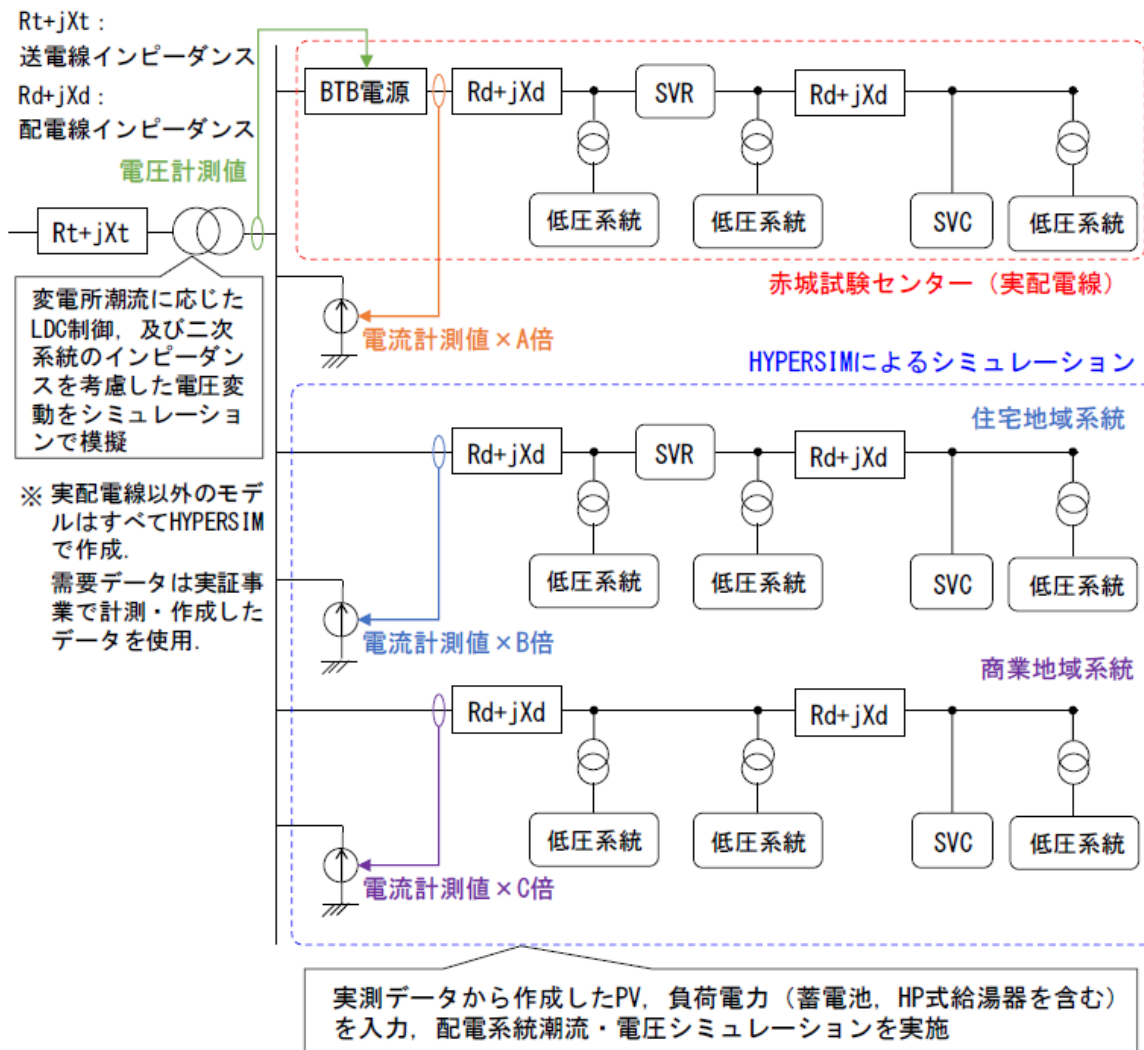 Rt+jXt：
送電線インピーダンス
Rd+jXd：
配電線インピーダンス
電圧計測値
BTB電源
Rd+jXd
SVR
Rd+jXd
低圧系統
低圧系統
SVC
低圧系統
Rt+jXt
赤城試験センター（実配電線）
変電所潮流に応じた
LDC制御，及び二次
系統のインピーダン
スを考慮した電圧変
動をシミュレーショ
ンで模擬
電流計測値×A倍
HYPERSIMによるシミュレーション
住宅地域系統
Rd+jXd
SVR
Rd+jXd
※ 実配電線以外のモデ
ルはすべてHYPERSIM
で作成．
需要データは実証事
業で計測・作成した
データを使用．
低圧系統
低圧系統
SVC
低圧系統
電流計測値×B倍
商業地域系統
Rd+jXd
Rd+jXd
低圧系統
低圧系統
SVC
低圧系統
電流計測値×C倍
実測データから作成したPV，負荷電力（蓄電池，HP式給湯器を含む）
を入力，配電系統潮流・電圧シミュレーションを実施